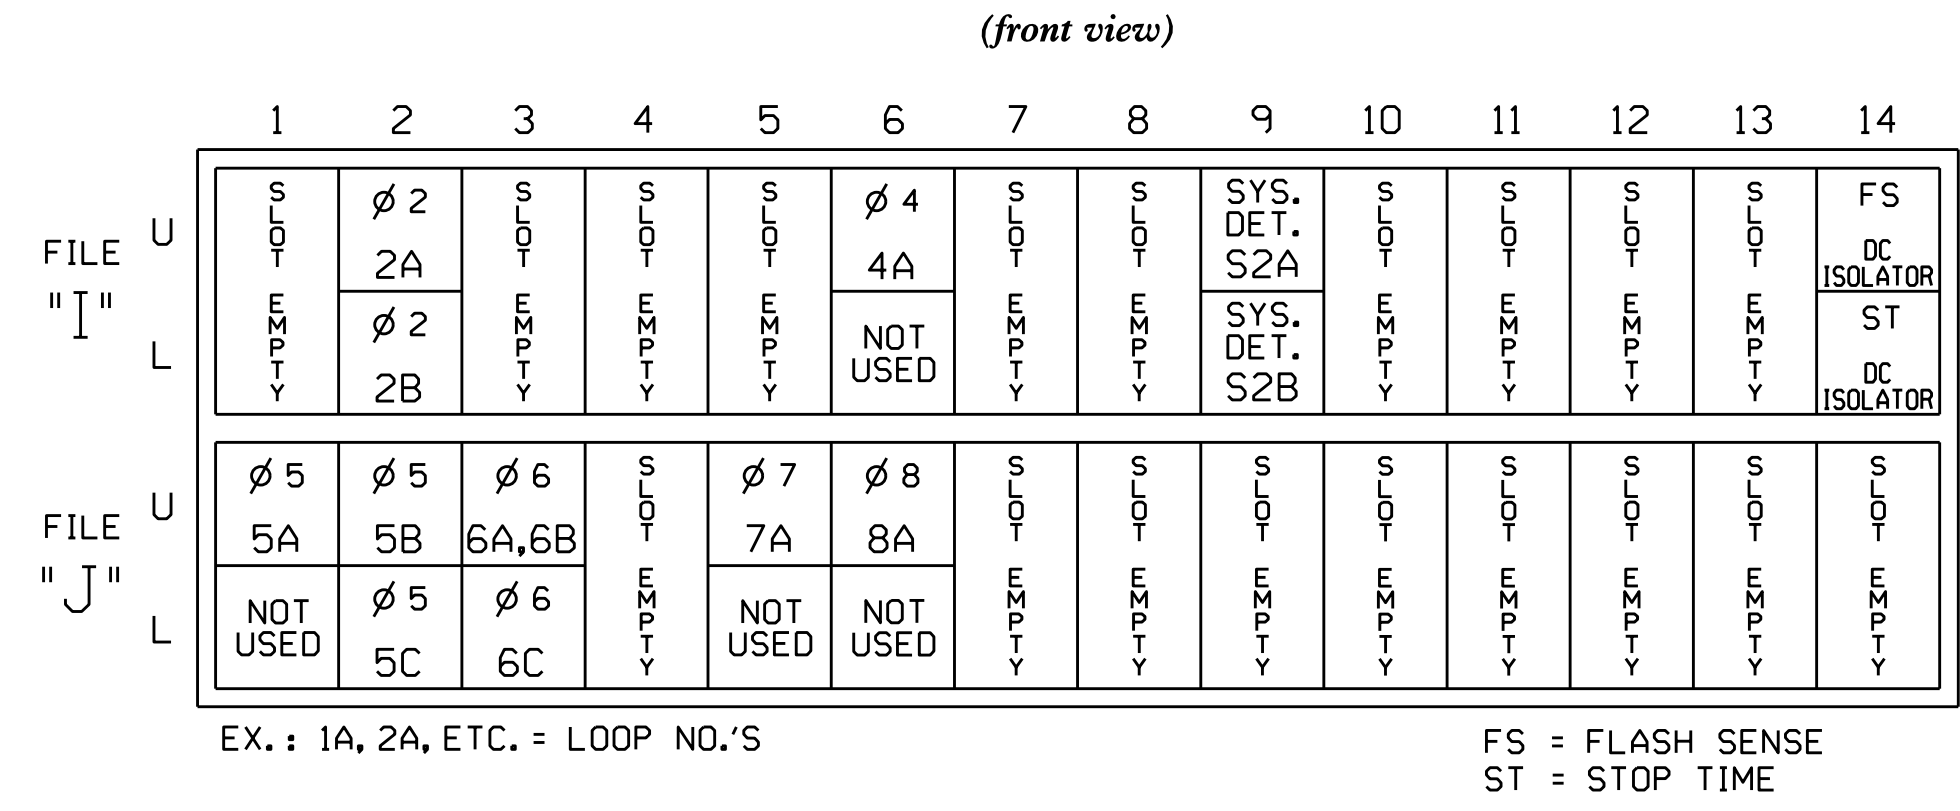 (front view)
1 2 3 4 5 6 7 8 9 10 11 12 13 14
FILE "I"
U
L
SLOT EMPTY
Ø 2
2A
Ø 2
2B
SLOT EMPTY
SLOT EMPTY
SLOT EMPTY
Ø 4
4A
NOT
USED
SLOT EMPTY
SLOT EMPTY
SYS.
DET.
S2A
SYS.
DET.
S2B
SLOT EMPTY
SLOT EMPTY
SLOT EMPTY
SLOT EMPTY
FS
DC
ISOLATOR
ST
DC
ISOLATOR
FILE "J"
U
L
Ø 5
5A
NOT
USED
Ø 5
5B
Ø 5
5C
Ø 6
6A,6B
Ø 6
6C
SLOT EMPTY
Ø 7
7A
NOT
USED
Ø 8
8A
NOT
USED
SLOT EMPTY
SLOT EMPTY
SLOT EMPTY
SLOT EMPTY
SLOT EMPTY
SLOT EMPTY
SLOT EMPTY
SLOT EMPTY
EX.: 1A, 2A, ETC. = LOOP NO.'S
FS = FLASH SENSE
ST = STOP TIME